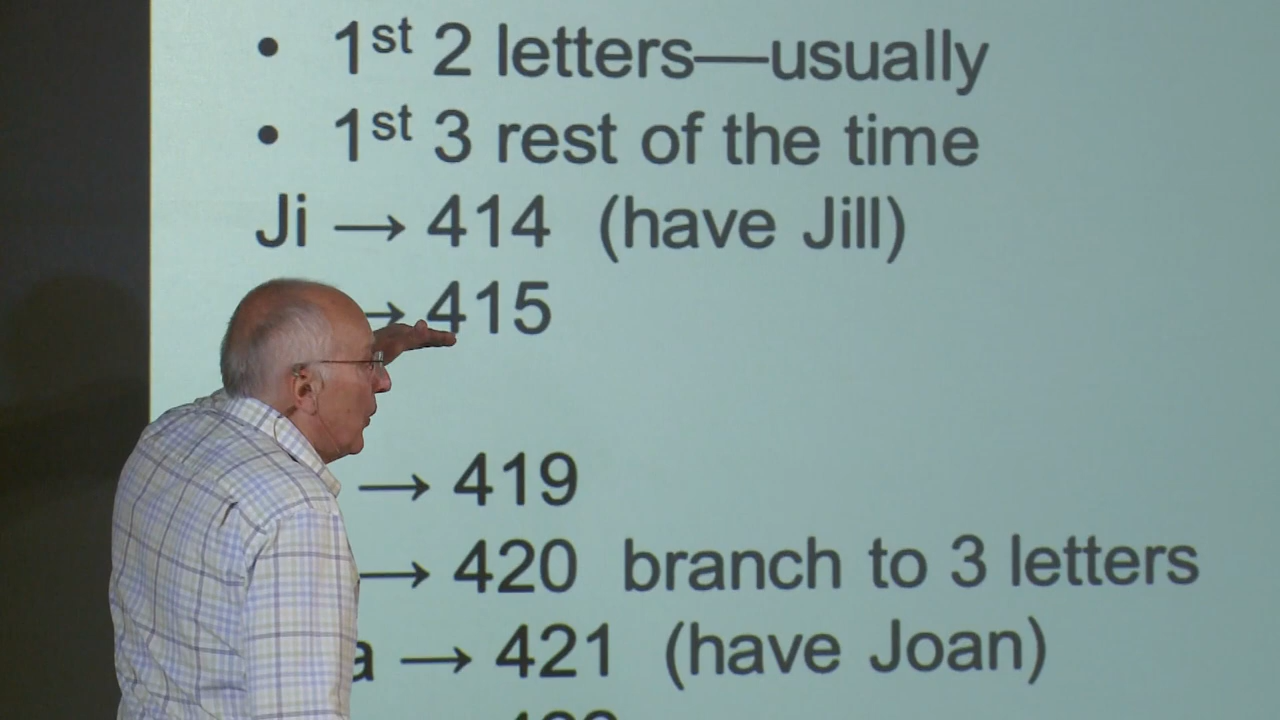 • 1st 2 letters—usually
• 1st 3 rest of the time
Ji → 414 (have Jill)
→ 415
→ 419
→ 420 branch to 3 letters
a → 421 (have Joan)